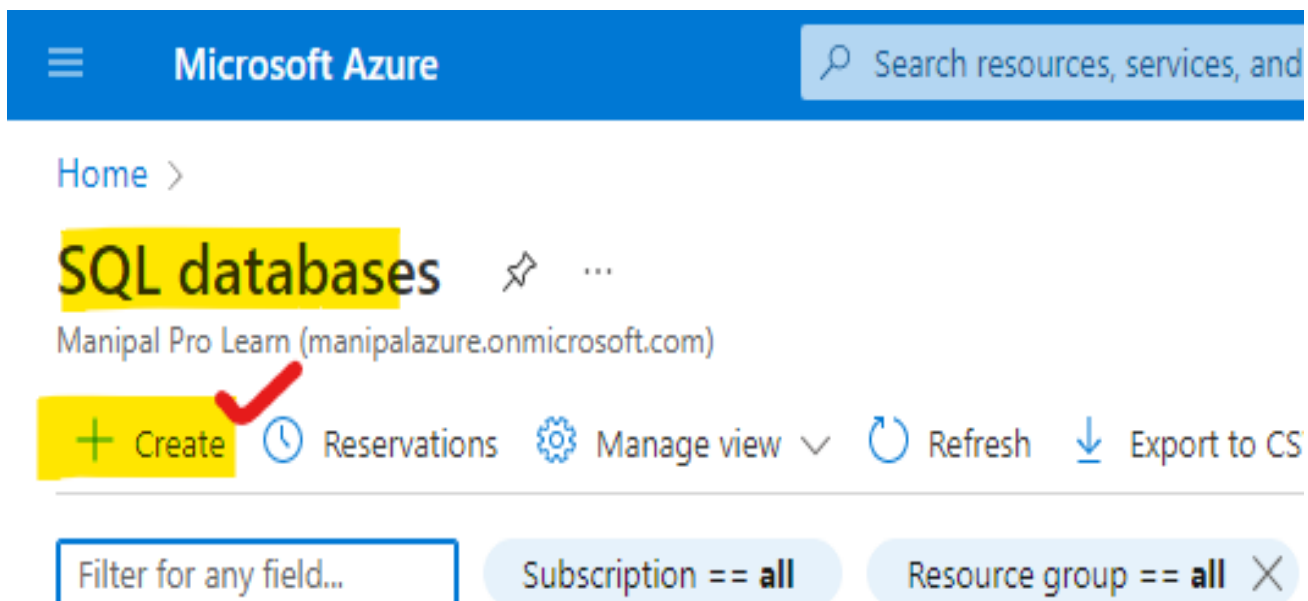 Microsoft Azure Search resources, services, and
Home >
SQL databases ...
Manipal Pro Learn (manipalazure.onmicrosoft.com)
+ Create Reservations Manage view Refresh Export to CS
Filter for any field... Subscription == all Resource group == all